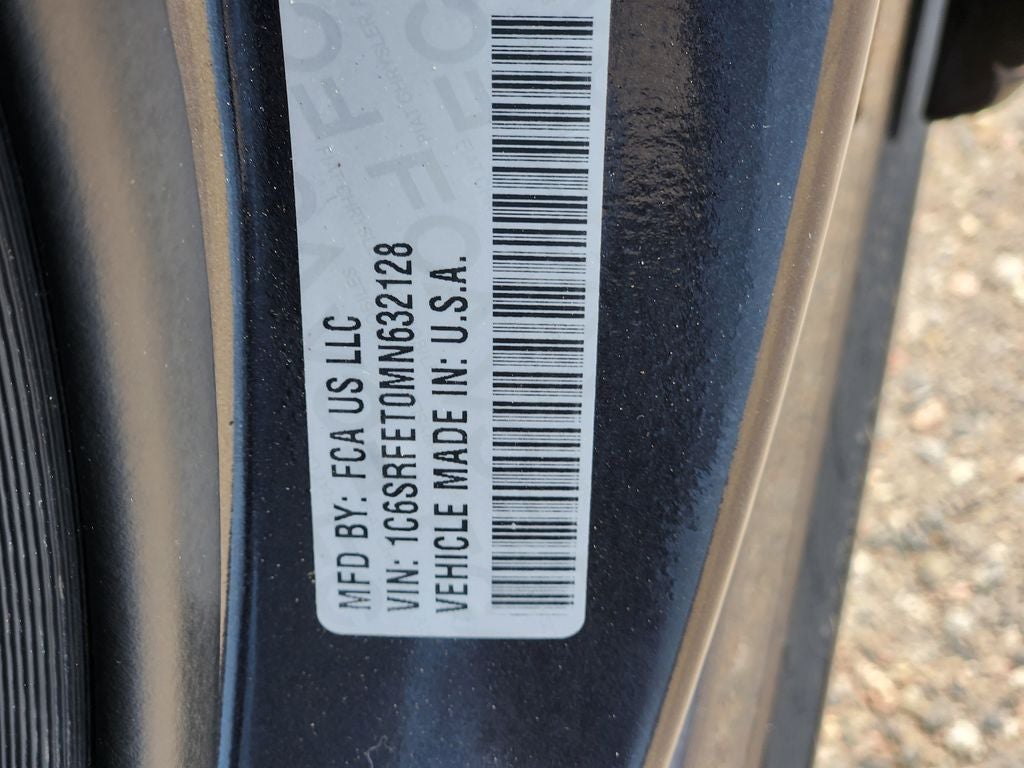 MFD BY: FCA US LLC
VIN: 1C6SRFET0MN632128
VEHICLE MADE IN: U.S.A.